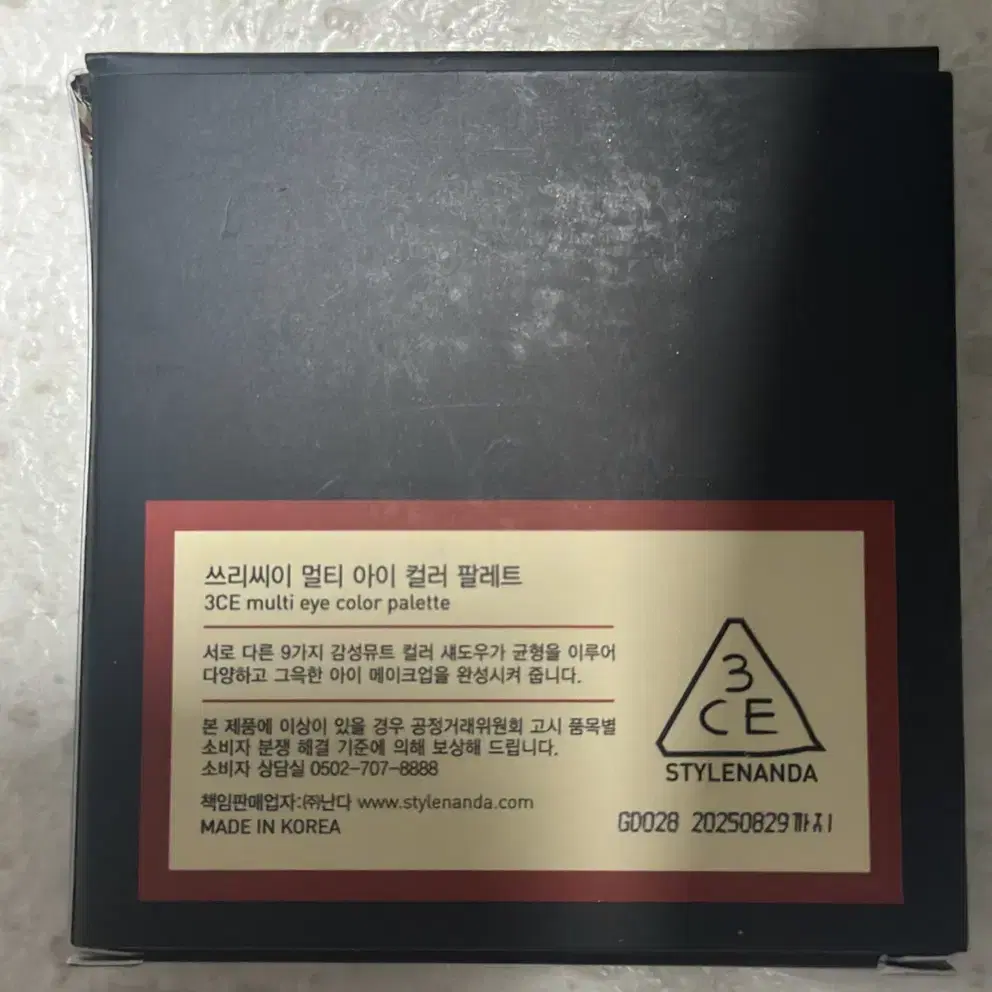 쓰리씨이 멀티 아이 컬러 팔레트
3CE multi eye color palette
서로 다른 9가지 감성뮤트 컬러 섀도우가 균형을 이루어
다양하고 그윽한 아이 메이크업을 완성시켜 줍니다.
본 제품에 이상이 있을 경우 공정거래위원회 고시 품목별
소비자 분쟁 해결 기준에 의해 보상해 드립니다.
소비자 상담실 0502-707-8888
책임판매업자:㈜난다 www.stylenanda.com
MADE IN KOREA
3
CE
STYLENANDA
GD028 20250829까지